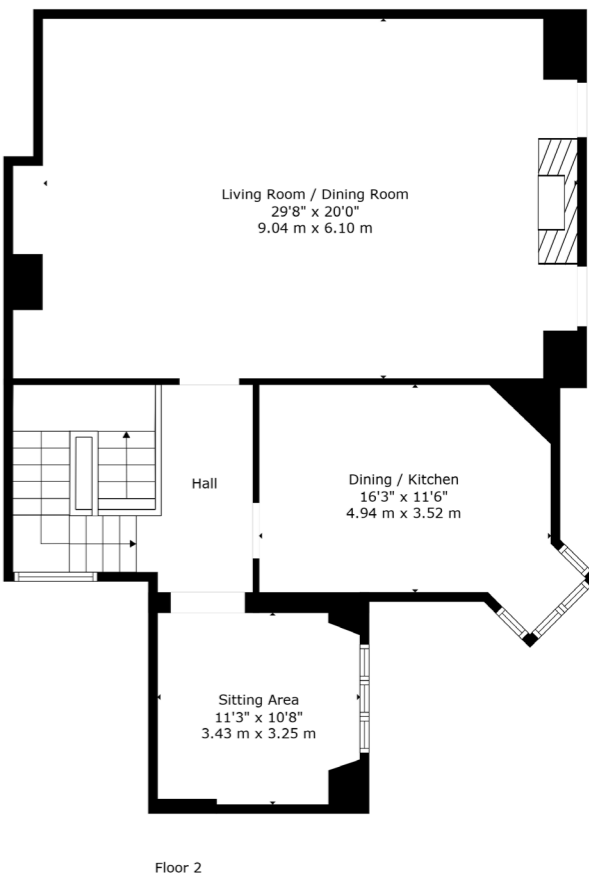 Living Room / Dining Room
29'8" x 20'0"
9.04 m x 6.10 m
Hall
Dining / Kitchen
16'3" x 11'6"
4.94 m x 3.52 m
Sitting Area
11'3" x 10'8"
3.43 m x 3.25 m
Floor 2